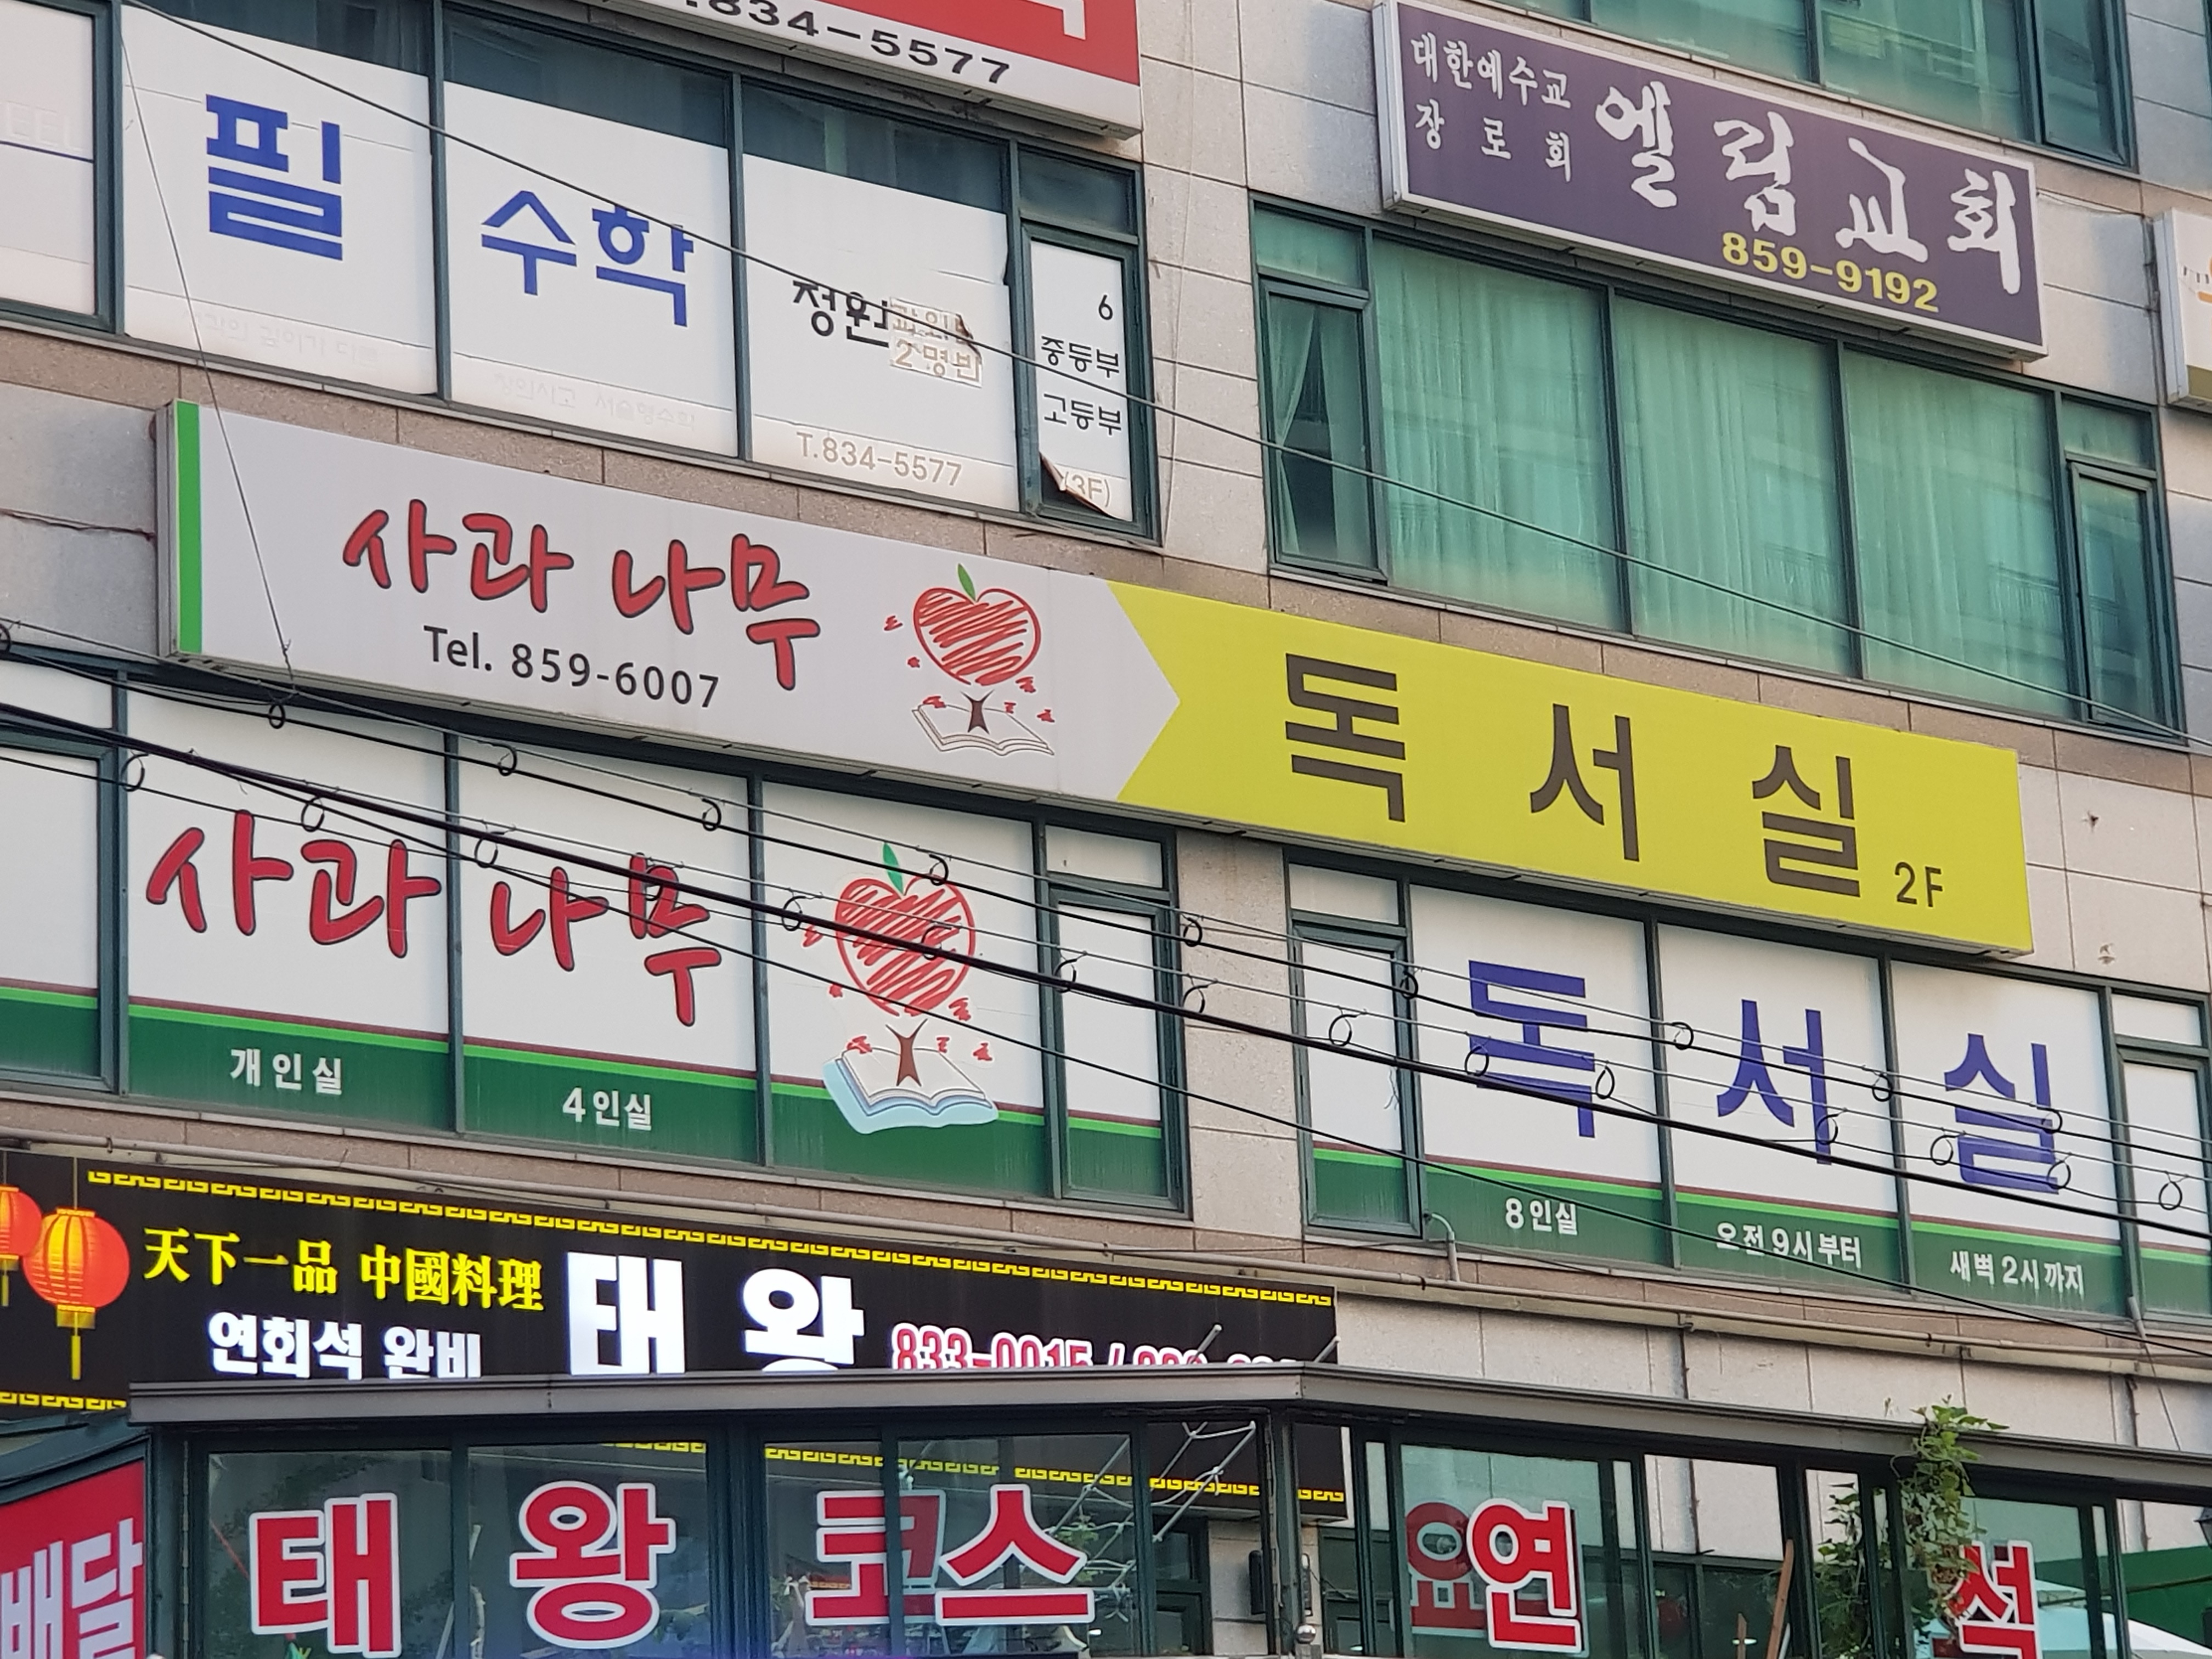 834-5577
필 수학
정원
2명반
6
중등부
고등부
T.834-5577
(3F)
대한예수교
장로회
엘림교회
859-9192
사과나무
Tel. 859-6007
독서실 2F
사과나무
개인실
4인실
독서실
8인실
오전 9시부터
새벽 2시까지
天下一品 中國料理
연회석 완비
태왕
833-0015 /
배달
태왕 코스
요
연
석